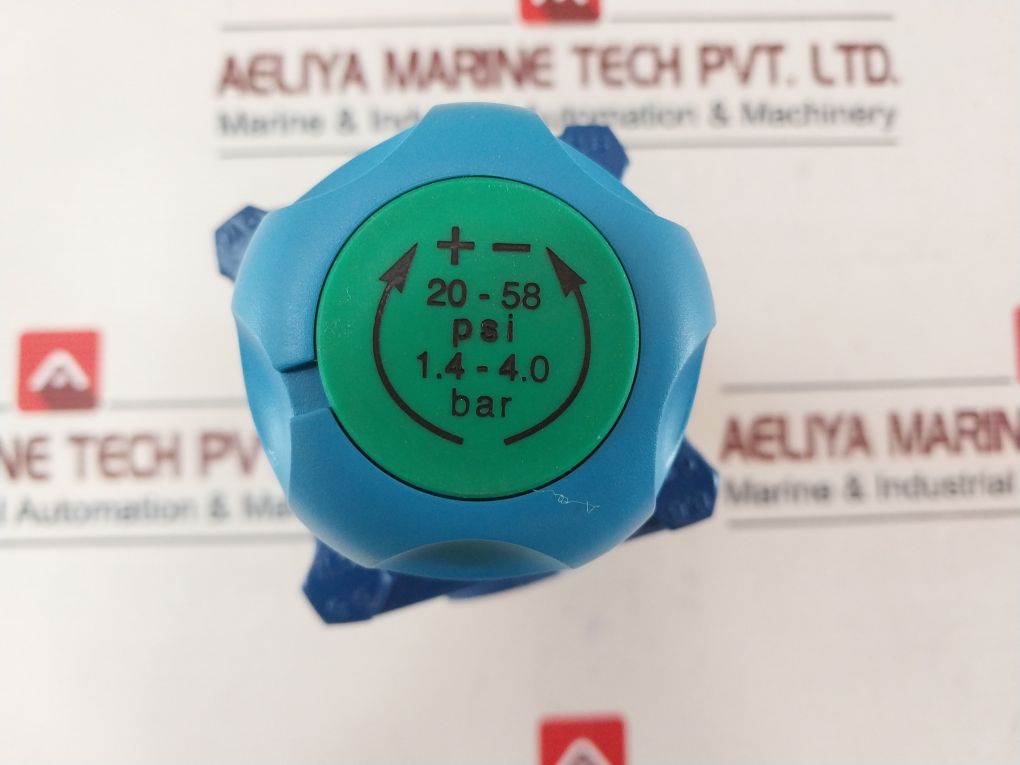 AELIYA MARINE TECH PVT. LTD.
Marine & Ind Automation & Machinery
+ -
20 - 58
psi
1.4 - 4.0
bar
NE TECH PV
l Automation & Ma
AELIYA MARIN
Marine & Industrial